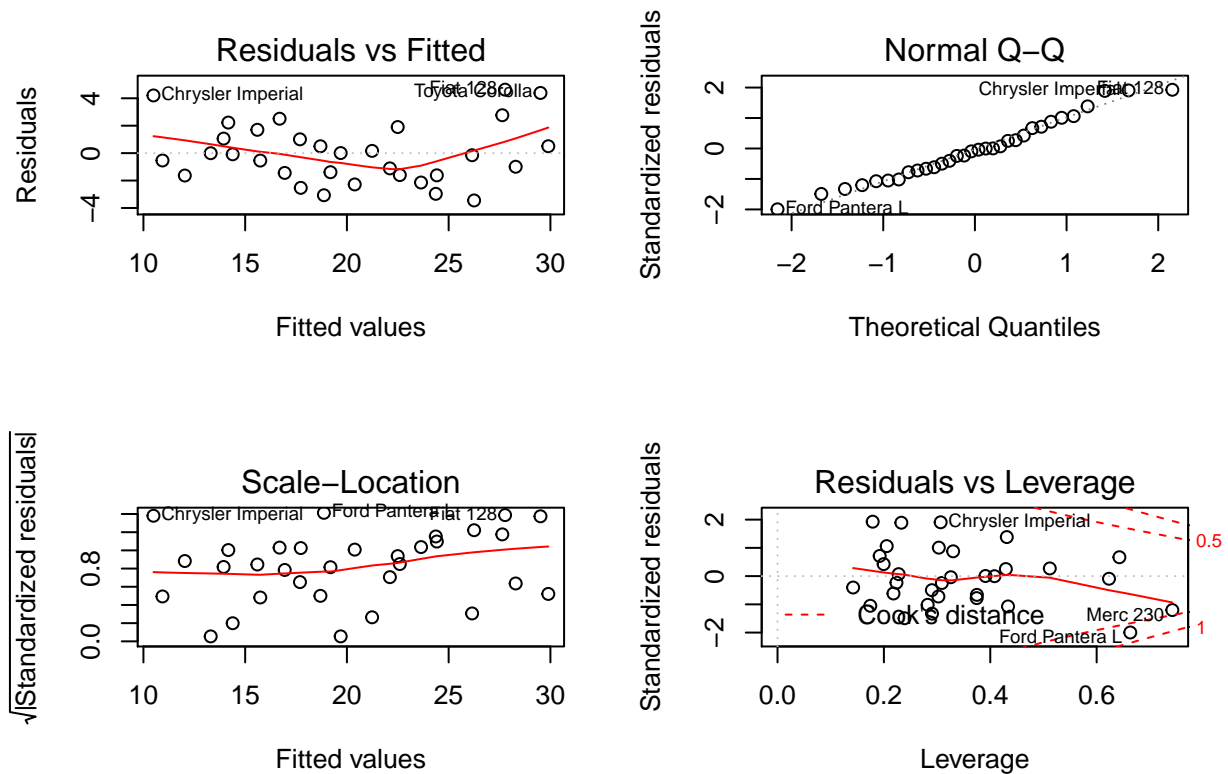 Residuals vs Fitted
Residuals
4
0
−4
Chrysler Imperial
Fiat 128
Toyota Corolla
10 15 20 25 30
Fitted values
Normal Q−Q
Standardized residuals
2
0
−2
Chrysler Imperial
Fiat 128
Ford Pantera L
−2 −1 0 1 2
Theoretical Quantiles
Scale−Location
√|Standardized residuals|
0.8
0.0
Chrysler Imperial
Ford Pantera L
Fiat 128
10 15 20 25 30
Fitted values
Residuals vs Leverage
Standardized residuals
2
0
−2
Chrysler Imperial
0.5
Cook's distance
Merc 230
1
Ford Pantera L
0.0 0.2 0.4 0.6
Leverage